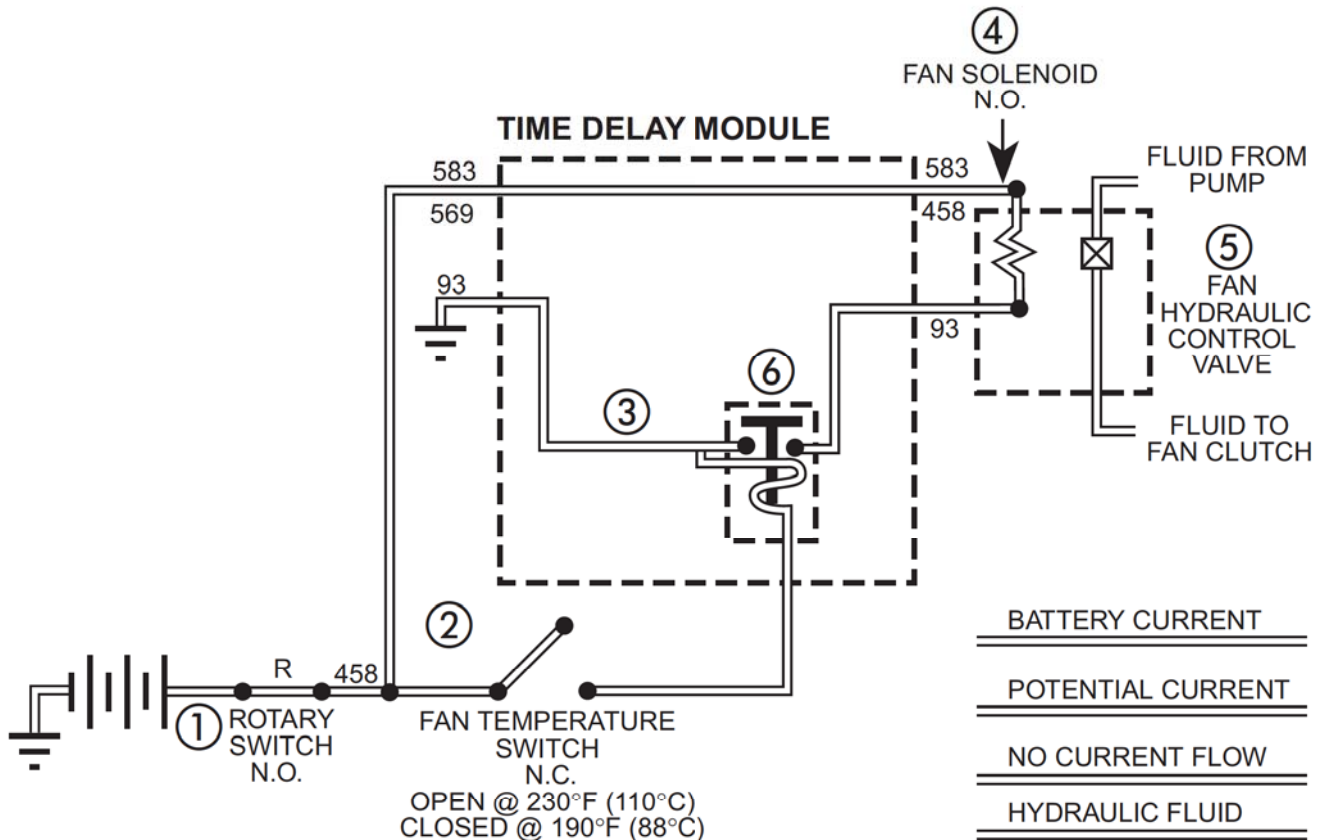 4
FAN SOLENOID
N.O.
TIME DELAY MODULE
583
569
583
458
FLUID FROM
PUMP
5
FAN
HYDRAULIC
CONTROL
VALVE
93
93
6
3
FLUID TO
FAN CLUTCH
2
R
458
1
ROTARY
SWITCH
N.O.
FAN TEMPERATURE
SWITCH
N.C.
OPEN @ 230°F (110°C)
CLOSED @ 190°F (88°C)
BATTERY CURRENT
POTENTIAL CURRENT
NO CURRENT FLOW
HYDRAULIC FLUID